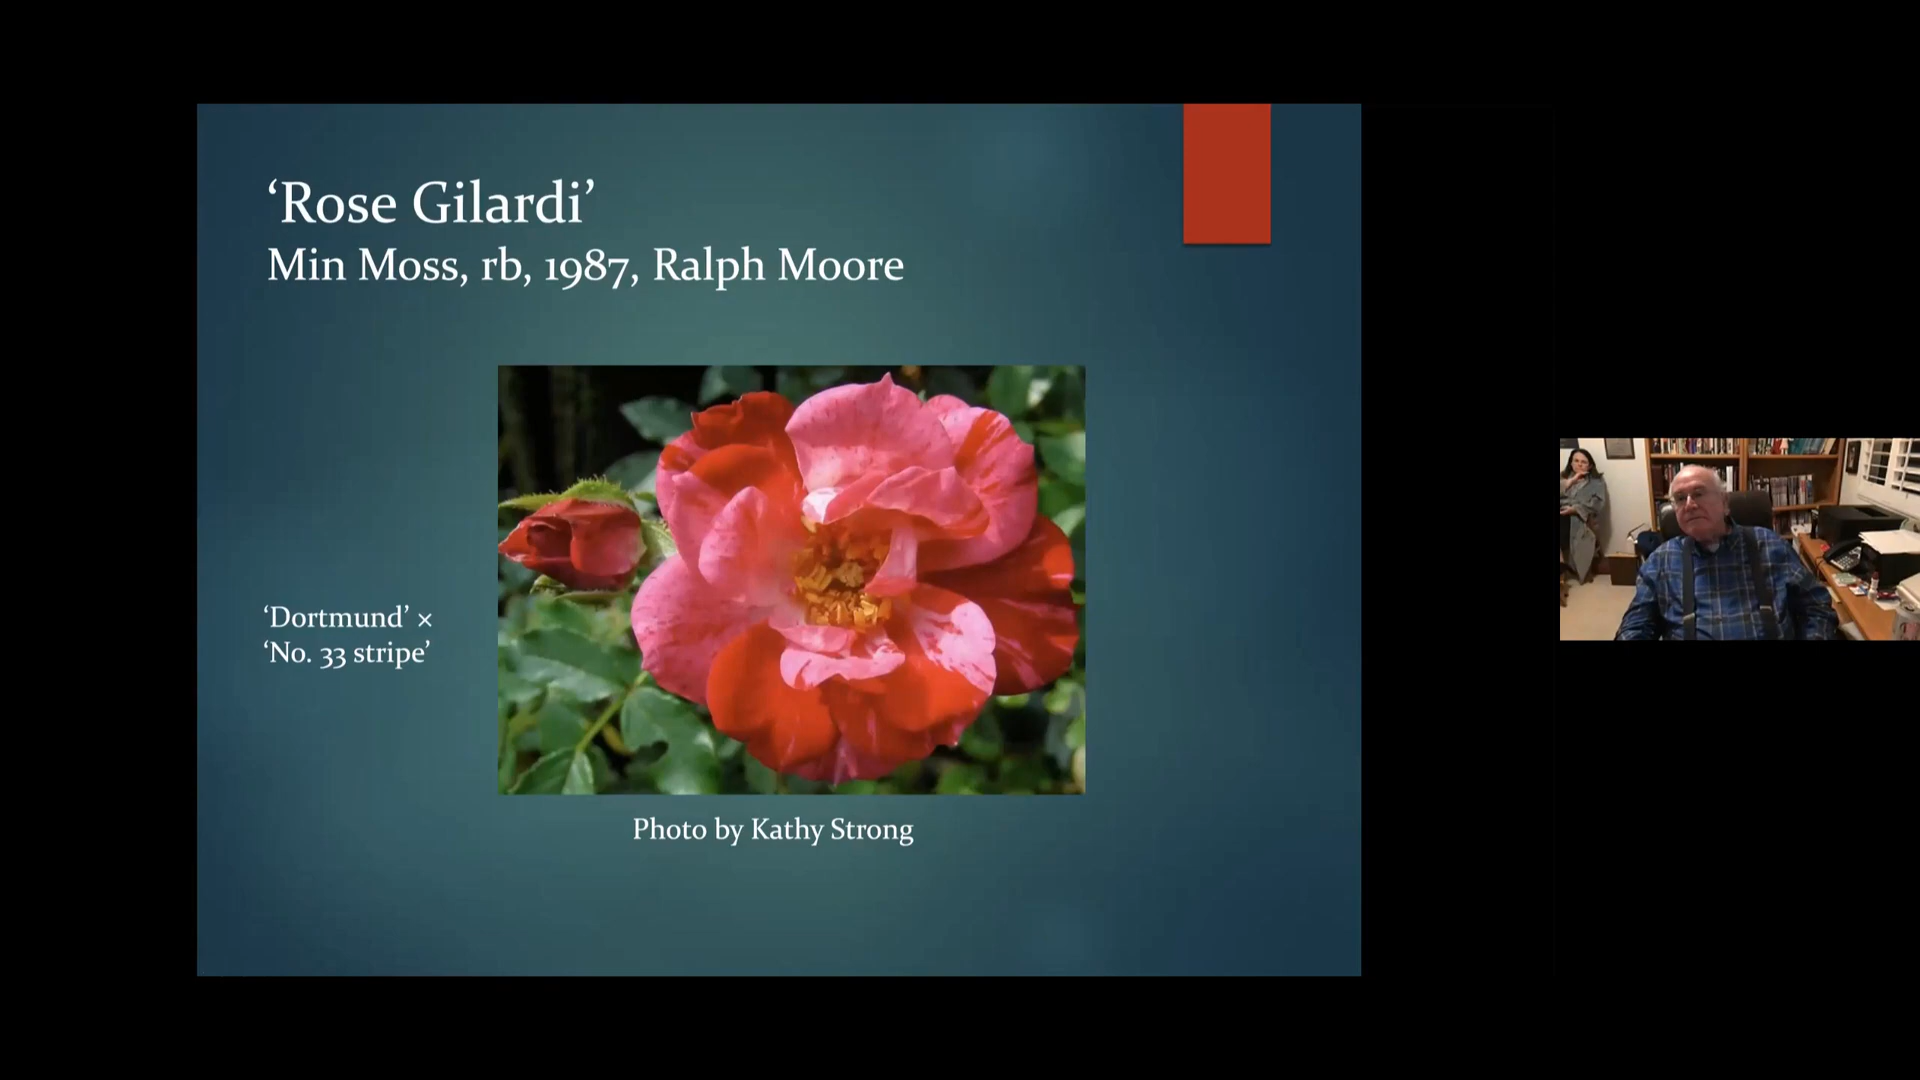 ‘Rose Gilardi’
Min Moss, rb, 1987, Ralph Moore
‘Dortmund’ ×
‘No. 33 stripe’
Photo by Kathy Strong